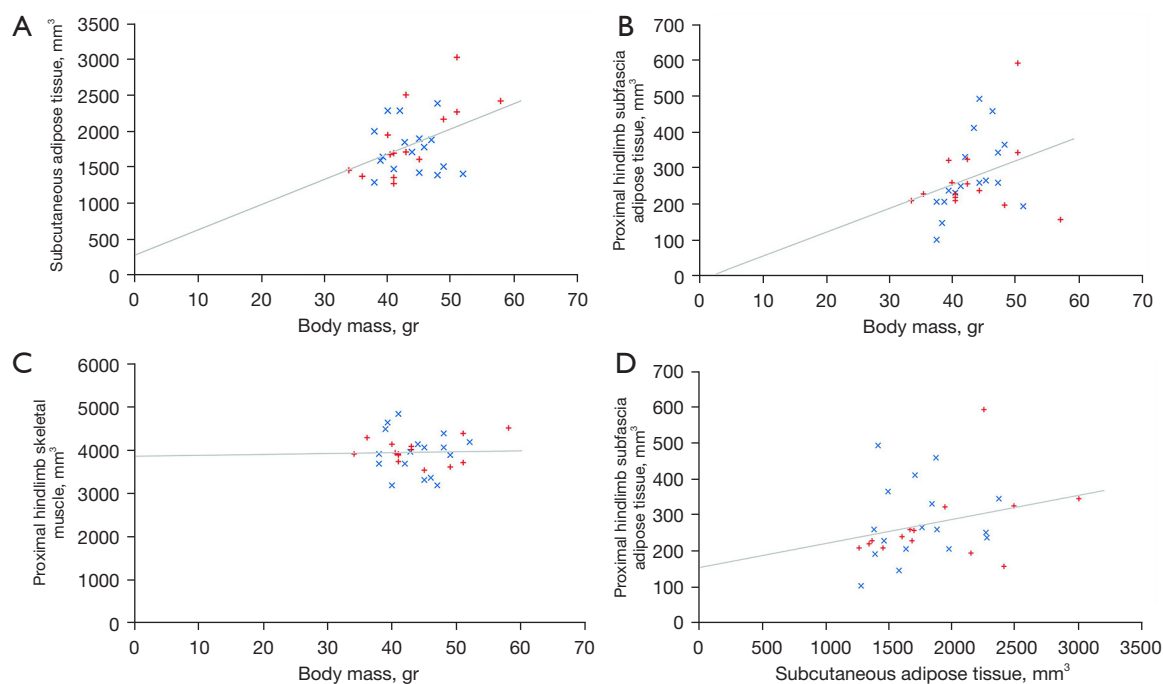 A
Subcutaneous adipose tissue, mm³
3500
3000
2500
2000
1500
1000
500
0
0 10 20 30 40 50 60 70
Body mass, gr
B
Proximal hindlimb subfascia
adipose tissue, mm³
700
600
500
400
300
200
100
0
0 10 20 30 40 50 60 70
Body mass, gr
C
Proximal hindlimb skeletal
muscle, mm³
6000
5000
4000
3000
2000
1000
0
0 10 20 30 40 50 60 70
Body mass, gr
D
Proximal hindlimb subfascia
adipose tissue, mm³
700
600
500
400
300
200
100
0
0 500 1000 1500 2000 2500 3000 3500
Subcutaneous adipose tissue, mm³